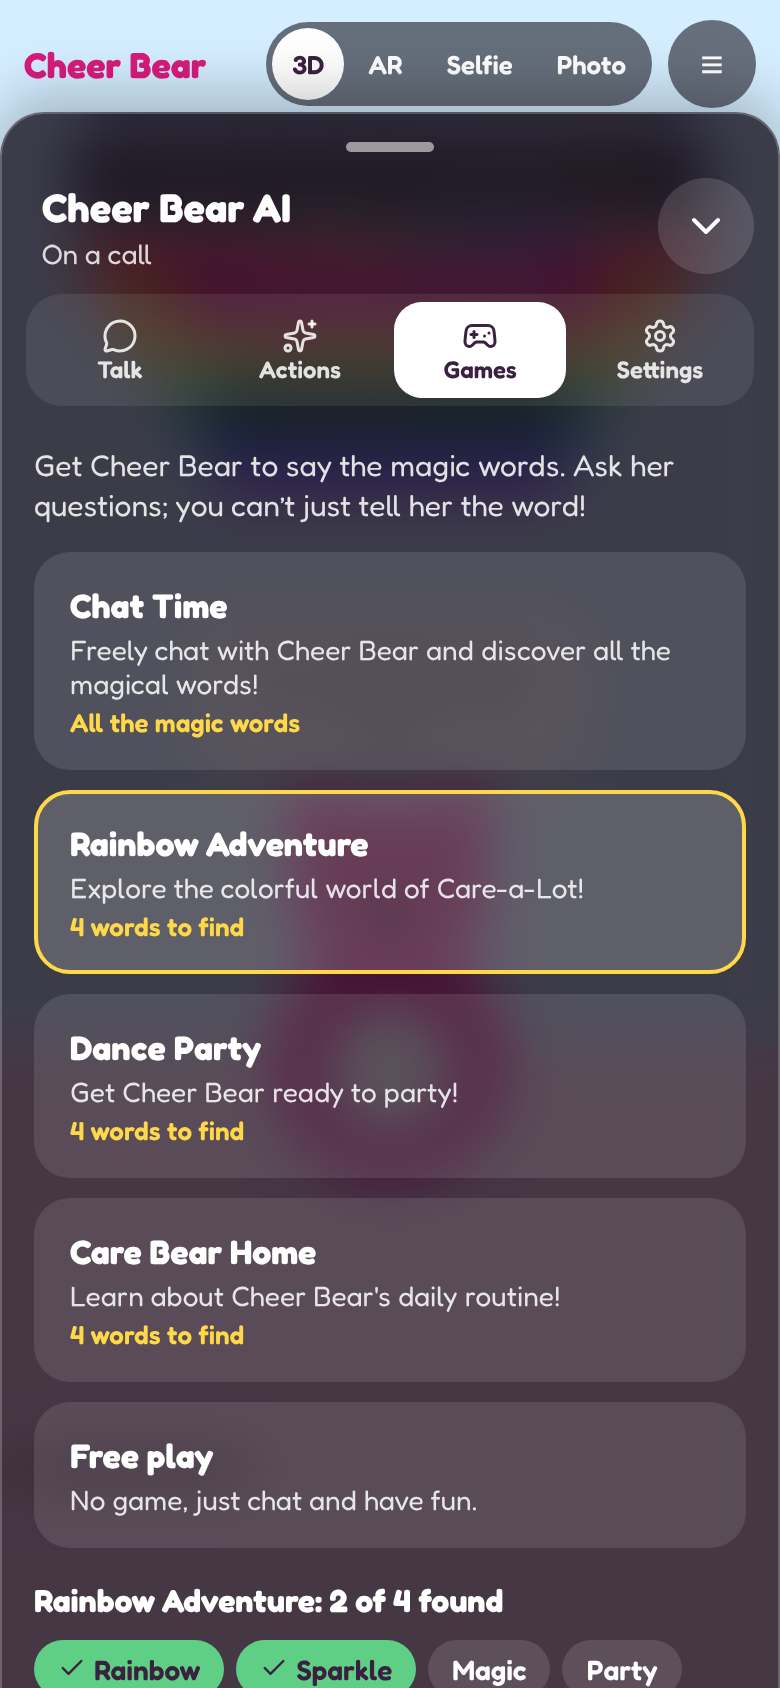 Cheer Bear
3D
AR
Selfie
Photo
Cheer Bear AI
On a call
Talk
Actions
Games
Settings
Get Cheer Bear to say the magic words. Ask her
questions; you can't just tell her the word!
Chat Time
Freely chat with Cheer Bear and discover all the
magical words!
All the magic words
Rainbow Adventure
Explore the colorful world of Care-a-Lot!
4 words to find
Dance Party
Get Cheer Bear ready to party!
4 words to find
Care Bear Home
Learn about Cheer Bear's daily routine!
4 words to find
Free play
No game, just chat and have fun.
Rainbow Adventure: 2 of 4 found
Rainbow
Sparkle
Magic
Party